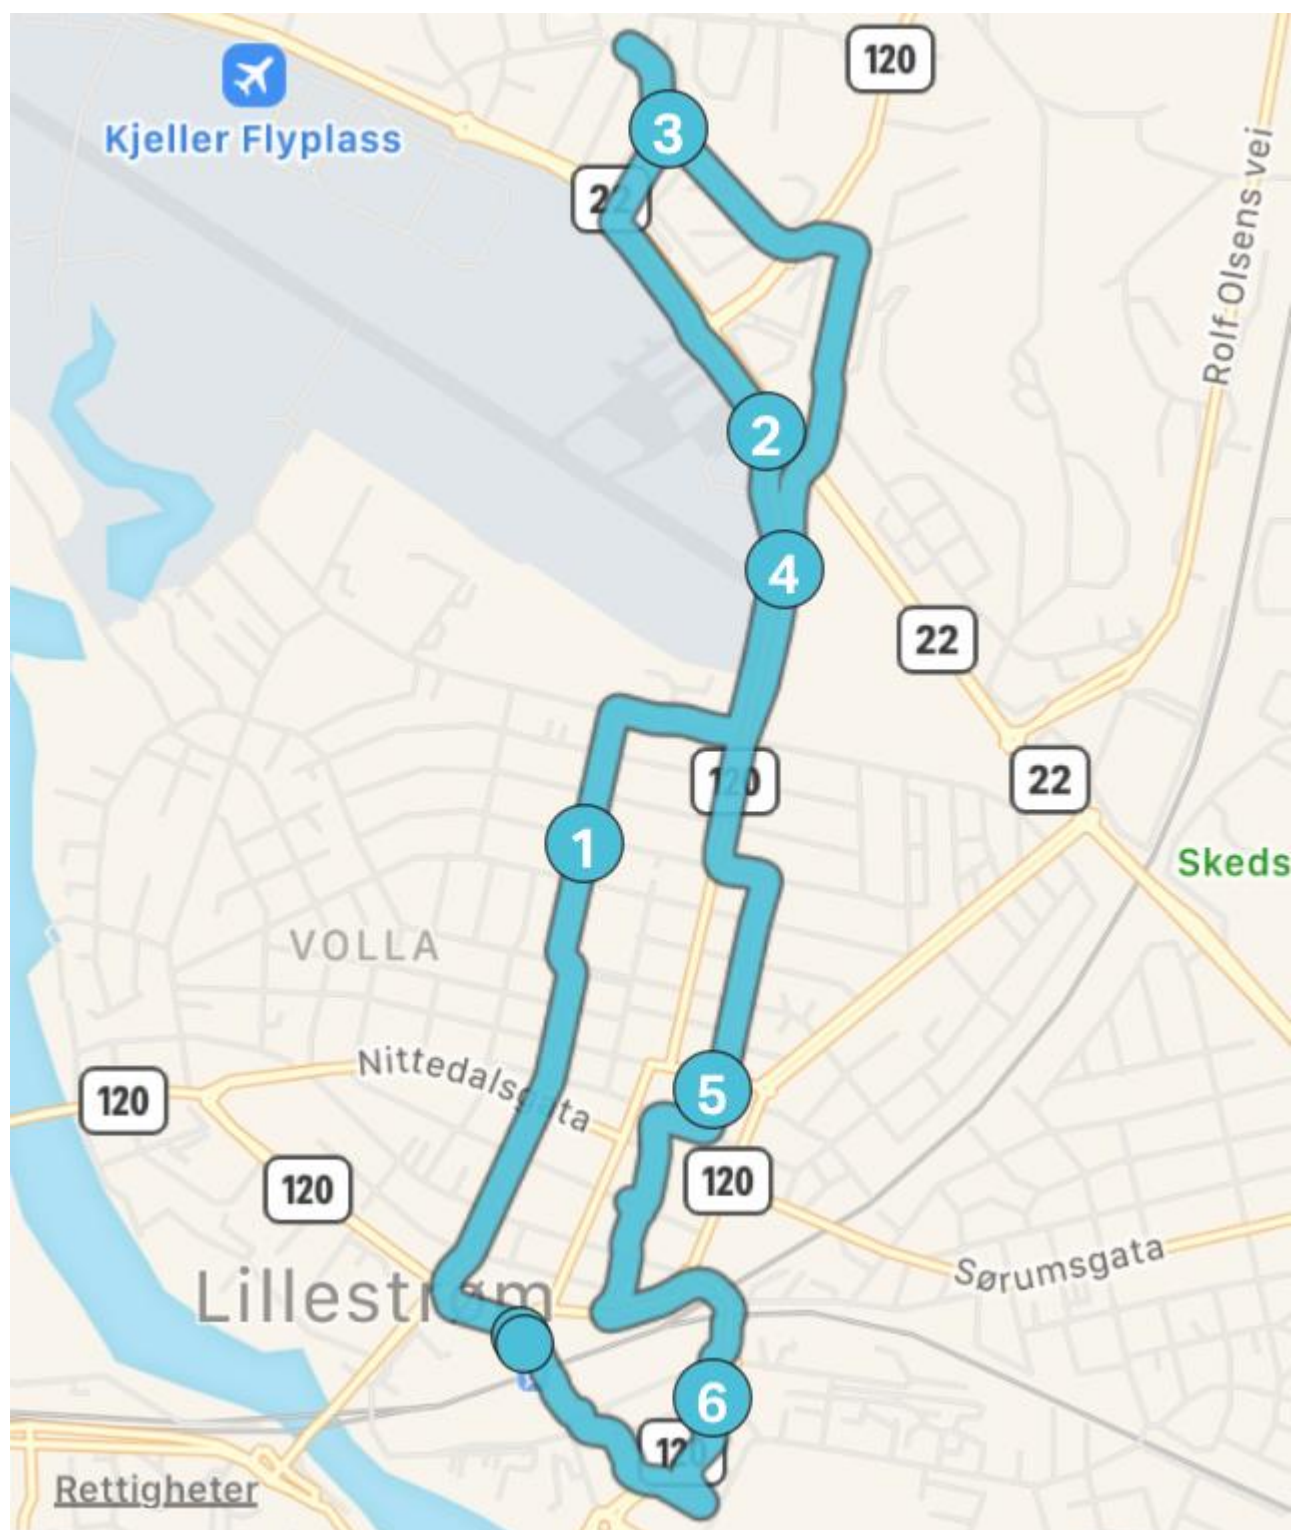 120
Kjeller Flyplass
3
22
Rolf Olsens vei
2
4
22
120
22
1
Skeds
VOLLA
Nittedalsgata
5
120
120
120
Sørumsgata
Lillestrøm
6
120
Rettigheter